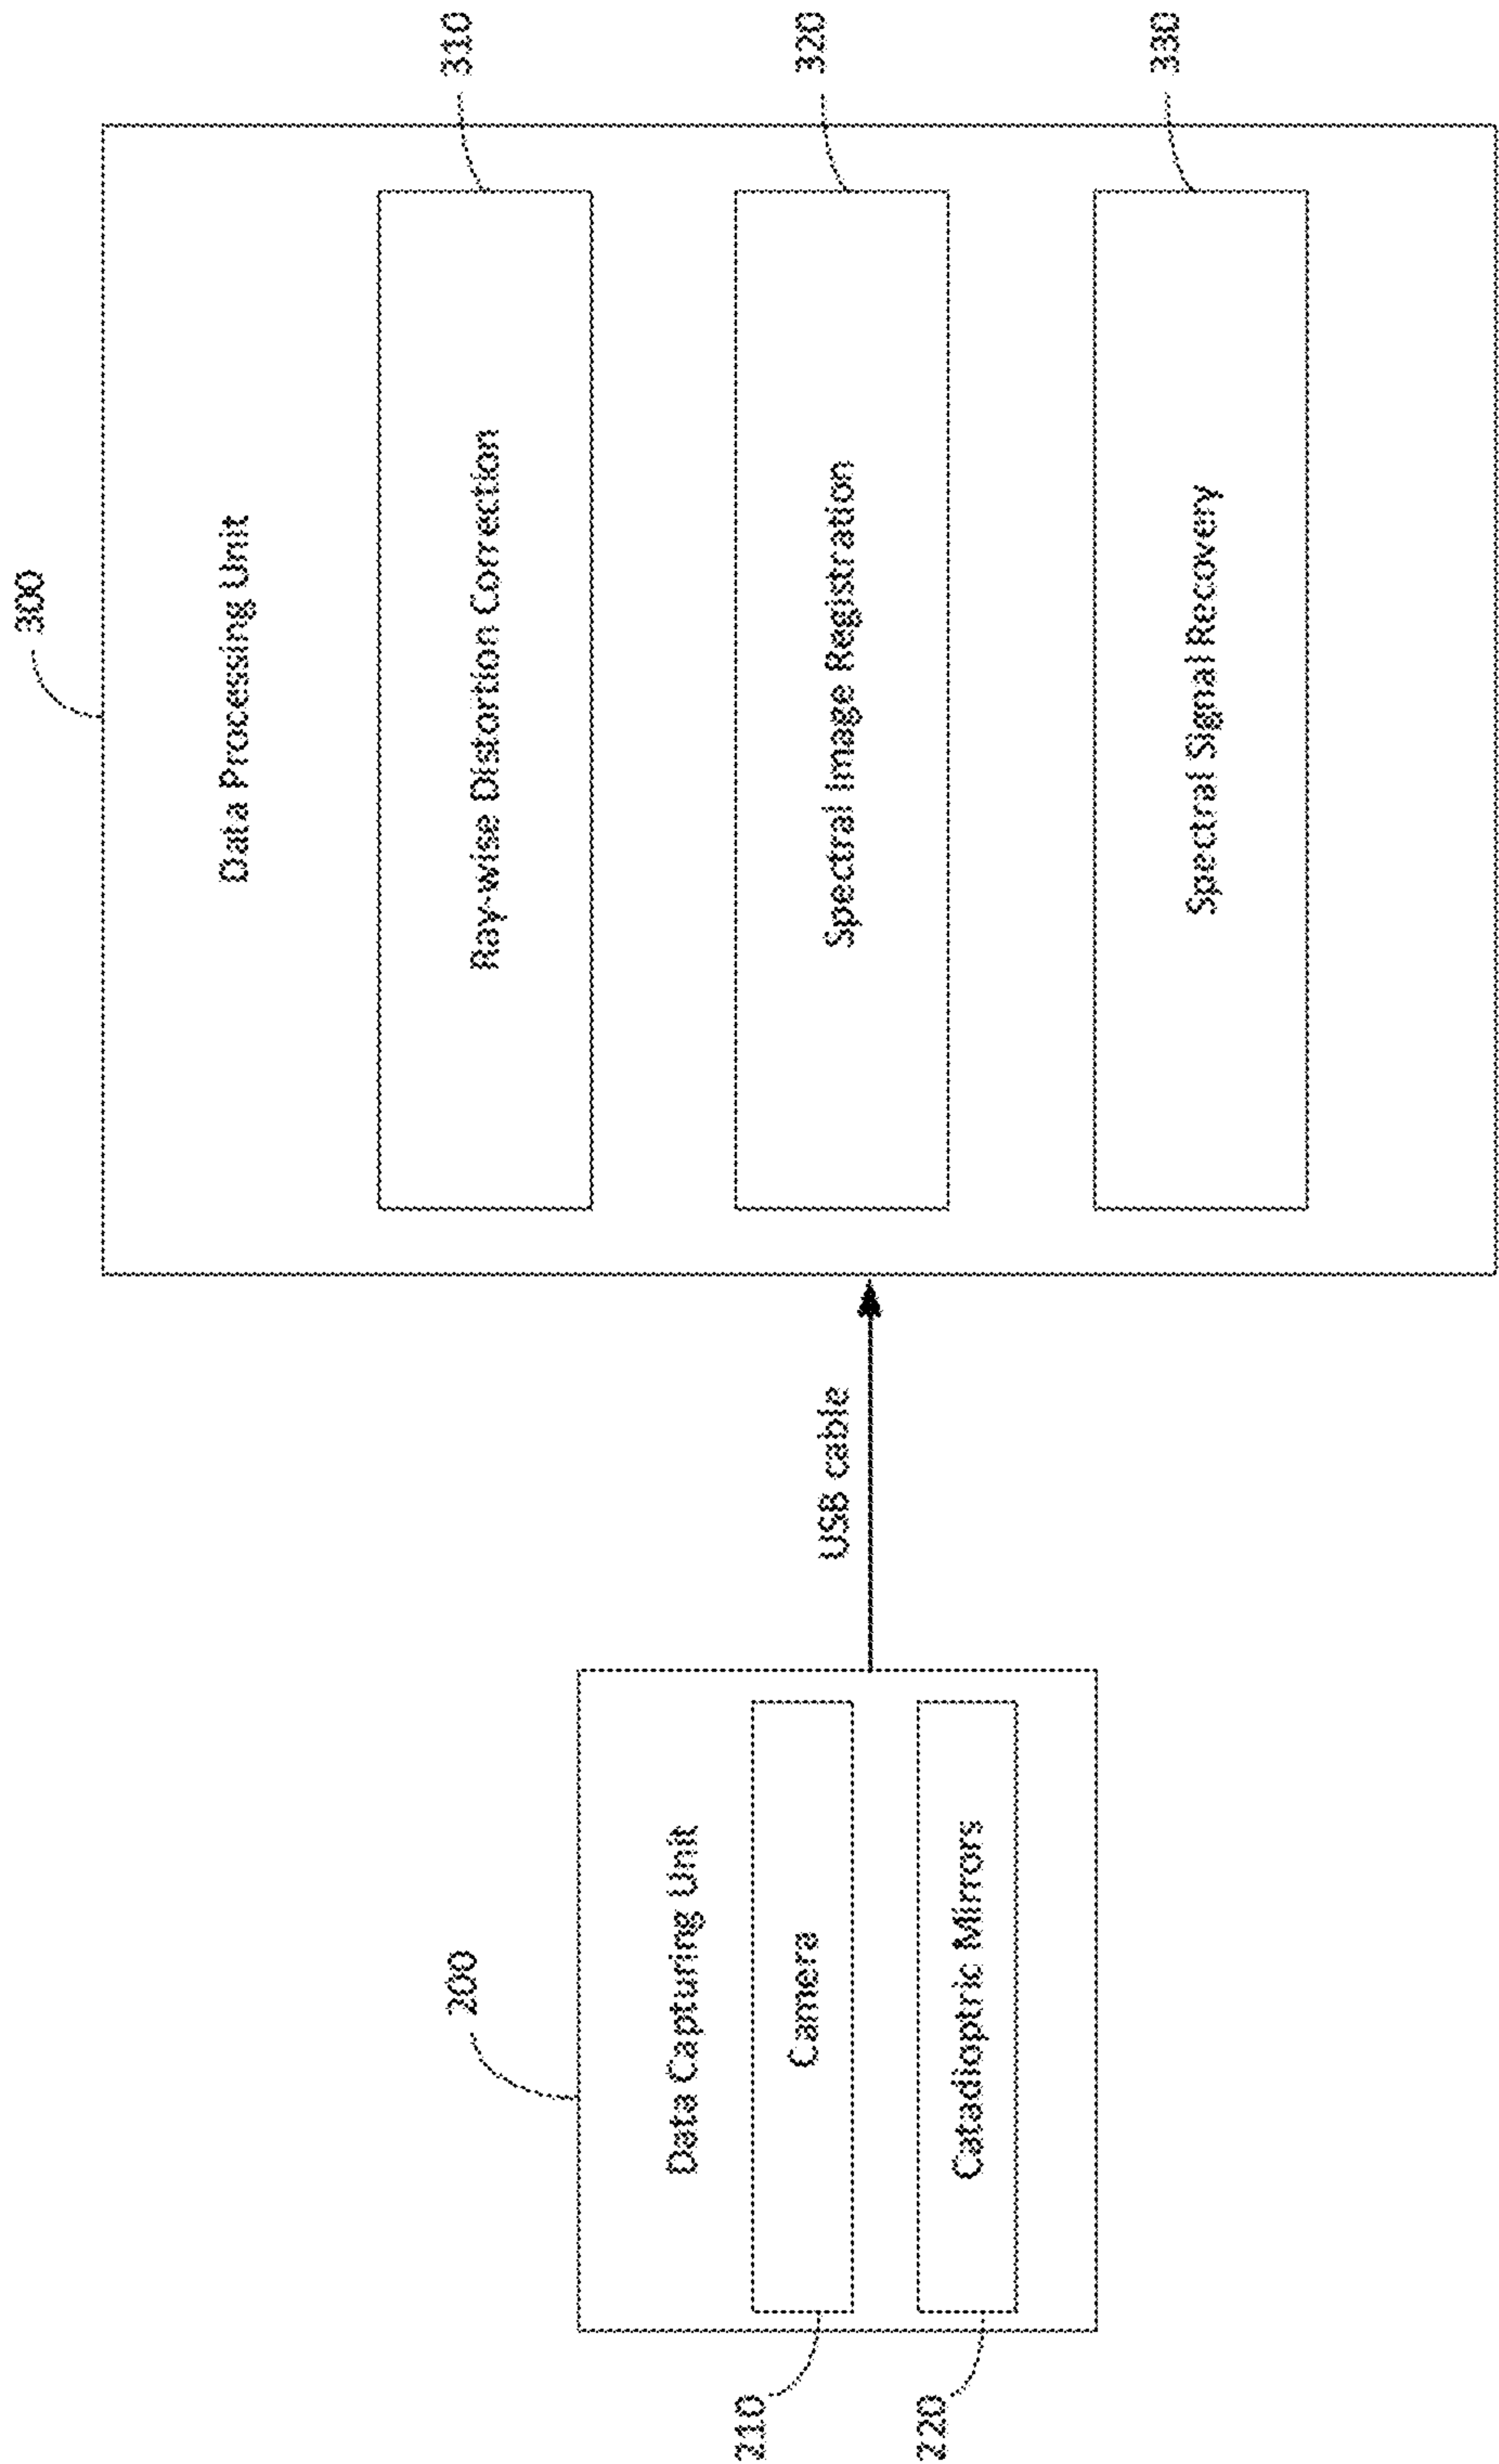 200
Data Capturing Unit
210
Camera
220
Catadioptric Mirrors
USB cable
300
Data Processing Unit
310
Ray-wise Distortion Correction
320
Spectral Image Registration
330
Spectral Signal Recovery